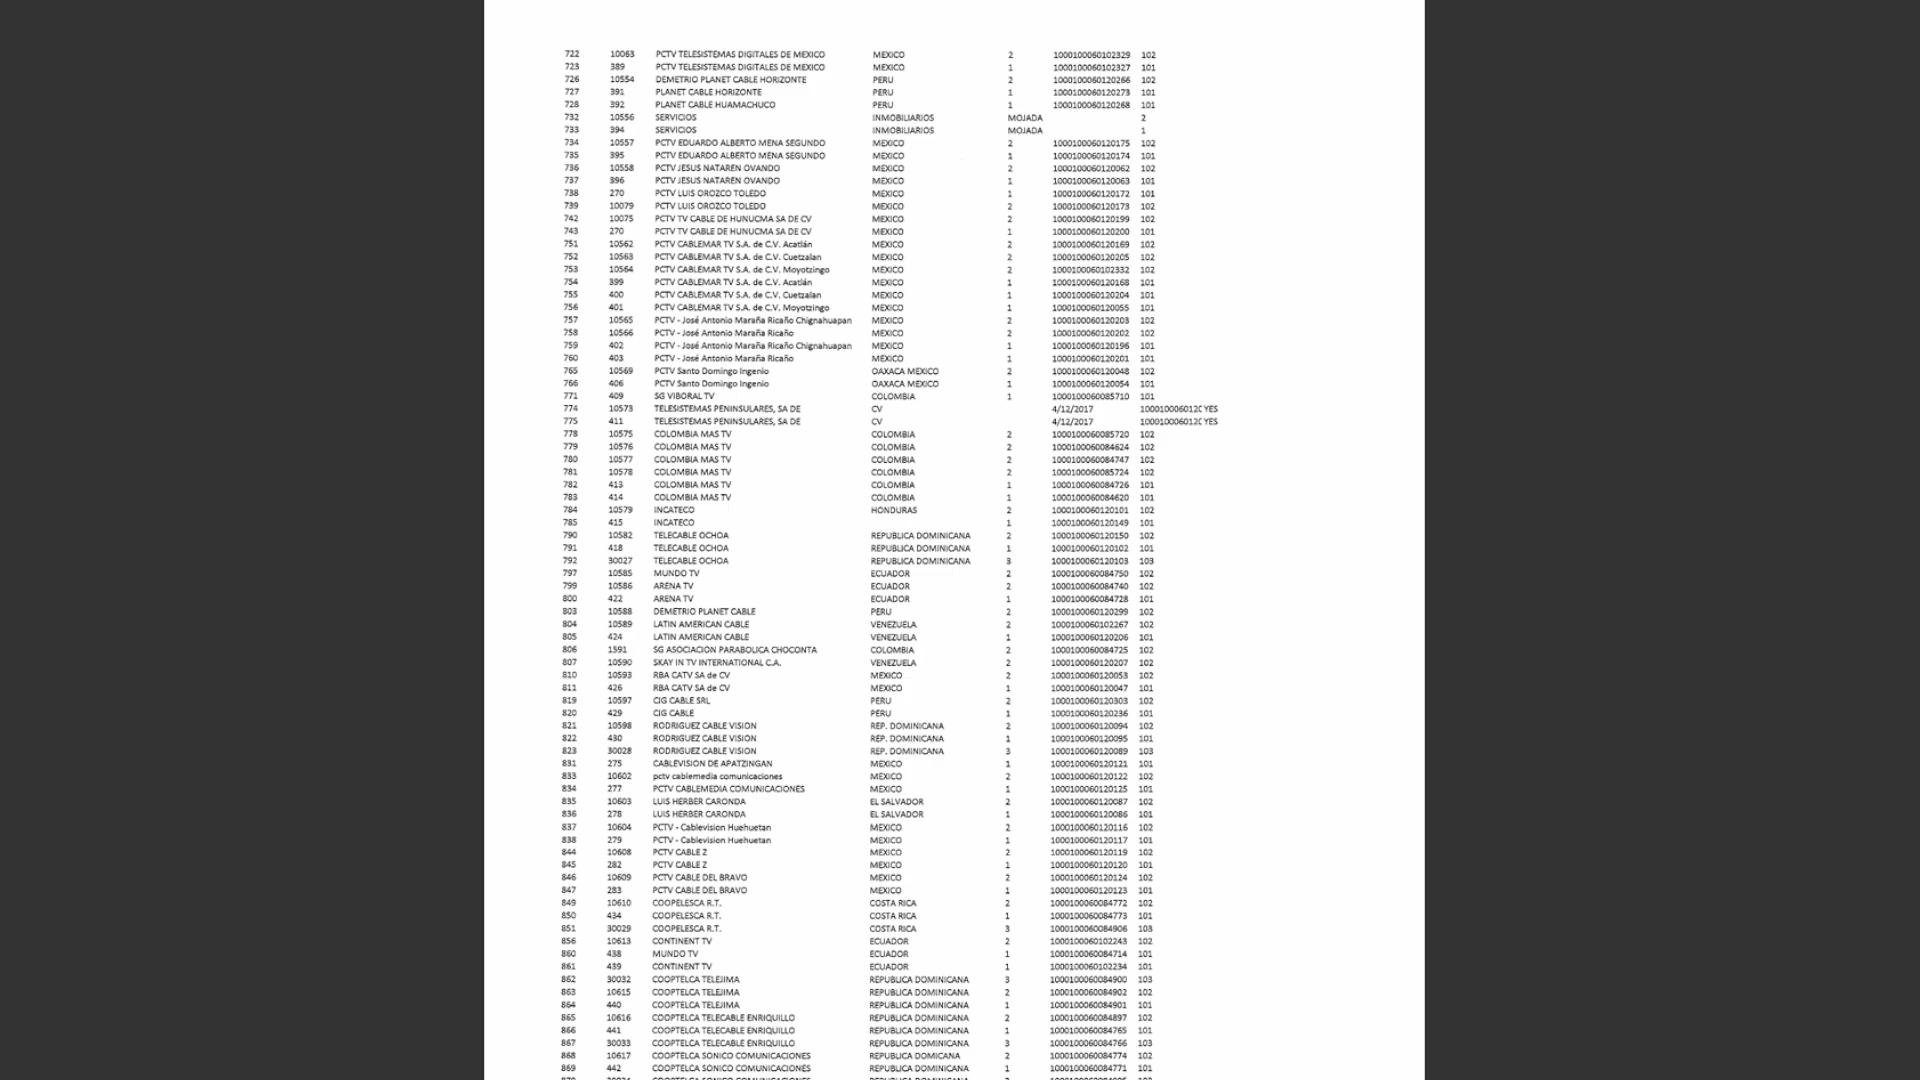 722 10063 PCTV TELESISTEMAS DIGITALES DE MEXICO MEXICO 2 1000100060102329 102
723 389 PCTV TELESISTEMAS DIGITALES DE MEXICO MEXICO 1 1000100060102327 101
726 10554 DEMETRIO PLANET CABLE HORIZONTE PERU 2 1000100060120266 102
727 391 PLANET CABLE HORIZONTE PERU 1 1000100060120273 101
728 392 PLANET CABLE HUAMACHUCO PERU 1 1000100060120268 101
732 10556 SERVICIOS INMOBILIARIOS MOJADA 2
733 394 SERVICIOS INMOBILIARIOS MOJADA 1
734 10557 PCTV EDUARDO ALBERTO MENA SEGUNDO MEXICO 2 1000100060120175 102
735 395 PCTV EDUARDO ALBERTO MENA SEGUNDO MEXICO 1 1000100060120174 101
736 10558 PCTV JESUS NATAREN OVANDO MEXICO 2 1000100060120062 102
737 396 PCTV JESUS NATAREN OVANDO MEXICO 1 1000100060120063 101
738 270 PCTV LUIS OROZCO TOLEDO MEXICO 1 1000100060120172 101
739 10079 PCTV LUIS OROZCO TOLEDO MEXICO 2 1000100060120173 102
742 10075 PCTV TV CABLE DE HUNUCMA SA DE CV MEXICO 2 1000100060120199 102
743 270 PCTV TV CABLE DE HUNUCMA SA DE CV MEXICO 1 1000100060120200 101
751 10562 PCTV CABLEMAR TV S.A. de C.V. Acatlán MEXICO 2 1000100060120169 102
752 10563 PCTV CABLEMAR TV S.A. de C.V. Cuetzalan MEXICO 2 1000100060120205 102
753 10564 PCTV CABLEMAR TV S.A. de C.V. Moyotzingo MEXICO 2 1000100060102332 102
754 399 PCTV CABLEMAR TV S.A. de C.V. Acatlán MEXICO 1 1000100060120168 101
755 400 PCTV CABLEMAR TV S.A. de C.V. Cuetzalan MEXICO 1 1000100060120204 101
756 401 PCTV CABLEMAR TV S.A. de C.V. Moyotzingo MEXICO 1 1000100060120055 101
757 10565 PCTV - José Antonio Maraña Ricaño Chignahuapan MEXICO 2 1000100060120203 102
758 10566 PCTV - José Antonio Maraña Ricaño MEXICO 2 1000100060120202 102
759 402 PCTV - José Antonio Maraña Ricaño Chignahuapan MEXICO 1 1000100060120196 101
760 403 PCTV - José Antonio Maraña Ricaño MEXICO 1 1000100060120201 101
765 10569 PCTV Santo Domingo Ingenio OAXACA MEXICO 2 1000100060120048 102
766 406 PCTV Santo Domingo Ingenio OAXACA MEXICO 1 1000100060120054 101
771 409 SG VIBORAL TV COLOMBIA 1 1000100060085710 101
774 10573 TELESISTEMAS PENINSULARES, SA DE CV 4/12/2017 100010006012C YES
775 411 TELESISTEMAS PENINSULARES, SA DE CV 4/12/2017 100010006012C YES
778 10575 COLOMBIA MAS TV COLOMBIA 2 1000100060085720 102
779 10576 COLOMBIA MAS TV COLOMBIA 2 1000100060084624 102
780 10577 COLOMBIA MAS TV COLOMBIA 2 1000100060084747 102
781 10578 COLOMBIA MAS TV COLOMBIA 2 1000100060085724 102
782 413 COLOMBIA MAS TV COLOMBIA 1 1000100060084726 101
783 414 COLOMBIA MAS TV COLOMBIA 1 1000100060084620 101
784 10579 INCATECO HONDURAS 2 1000100060120101 102
785 415 INCATECO 1 1000100060120149 101
790 10582 TELECABLE OCHOA REPUBLICA DOMINICANA 2 1000100060120150 102
791 418 TELECABLE OCHOA REPUBLICA DOMINICANA 1 1000100060120102 101
792 30027 TELECABLE OCHOA REPUBLICA DOMINICANA 3 1000100060120103 103
797 10585 MUNDO TV ECUADOR 2 1000100060084750 102
799 10586 ARENA TV ECUADOR 2 1000100060084740 102
800 422 ARENA TV ECUADOR 1 1000100060084728 101
803 10588 DEMETRIO PLANET CABLE PERU 2 1000100060120299 102
804 10589 LATIN AMERICAN CABLE VENEZUELA 2 1000100060102267 102
805 424 LATIN AMERICAN CABLE VENEZUELA 1 1000100060120206 101
806 1591 SG ASOCIACION PARABOLICA CHOCONTA COLOMBIA 2 1000100060084725 102
807 10590 SKAY IN TV INTERNATIONAL C.A. VENEZUELA 2 1000100060120207 102
810 10593 RBA CATV SA de CV MEXICO 2 1000100060120053 102
811 426 RBA CATV SA de CV MEXICO 1 1000100060120047 101
819 10597 CIG CABLE SRL PERU 2 1000100060120303 102
820 429 CIG CABLE PERU 1 1000100060120236 101
821 10598 RODRIGUEZ CABLE VISION REP. DOMINICANA 2 1000100060120094 102
822 430 RODRIGUEZ CABLE VISION REP. DOMINICANA 1 1000100060120095 101
823 30028 RODRIGUEZ CABLE VISION REP. DOMINICANA 3 1000100060120089 103
831 275 CABLEVISION DE APATZINGAN MEXICO 1 1000100060120121 101
833 10602 pctv cablemedia comunicaciones MEXICO 2 1000100060120122 102
834 277 PCTV CABLEMEDIA COMUNICACIONES MEXICO 1 1000100060120125 101
835 10603 LUIS HERBER CARONDA EL SALVADOR 2 1000100060120087 102
836 278 LUIS HERBER CARONDA EL SALVADOR 1 1000100060120086 101
837 10604 PCTV - Cablevision Huehuetan MEXICO 2 1000100060120116 102
838 279 PCTV - Cablevision Huehuetan MEXICO 1 1000100060120117 101
844 10608 PCTV CABLE Z MEXICO 2 1000100060120119 102
845 282 PCTV CABLE Z MEXICO 1 1000100060120120 101
846 10609 PCTV CABLE DEL BRAVO MEXICO 2 1000100060120124 102
847 283 PCTV CABLE DEL BRAVO MEXICO 1 1000100060120123 101
849 10610 COOPELESCA R.T. COSTA RICA 2 1000100060084772 102
850 434 COOPELESCA R.T. COSTA RICA 1 1000100060084773 101
851 30029 COOPELESCA R.T. COSTA RICA 3 1000100060084906 103
856 10613 CONTINENT TV ECUADOR 2 1000100060102243 102
860 438 MUNDO TV ECUADOR 1 1000100060084714 101
861 439 CONTINENT TV ECUADOR 1 1000100060102234 101
862 30032 COOPTELCA TELEJIMA REPUBLICA DOMINICANA 3 1000100060084900 103
863 10615 COOPTELCA TELEJIMA REPUBLICA DOMINICANA 2 1000100060084902 102
864 440 COOPTELCA TELEJIMA REPUBLICA DOMINICANA 1 1000100060084901 101
865 10616 COOPTELCA TELECABLE ENRIQUILLO REPUBLICA DOMINICANA 2 1000100060084897 102
866 441 COOPTELCA TELECABLE ENRIQUILLO REPUBLICA DOMINICANA 1 1000100060084765 101
867 30033 COOPTELCA TELECABLE ENRIQUILLO REPUBLICA DOMINICANA 3 1000100060084766 103
868 10617 COOPTELCA SONICO COMUNICACIONES REPUBLICA DOMICANA 2 1000100060084774 102
869 442 COOPTELCA SONICO COMUNICACIONES REPUBLICA DOMINICANA 1 1000100060084771 101